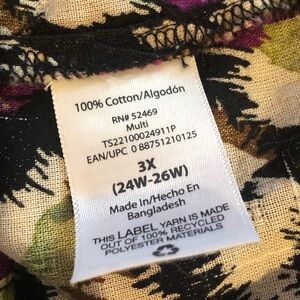 100% Cotton/Algodón
RN# 52469
Multi
TS22100024911P
EAN/UPC 0 88751210125
3X
(24W-26W)
Made In/Hecho En
Bangladesh
THIS LABEL YARN IS MADE
OUT OF 100% RECYCLED
POLYESTER MATERIALS